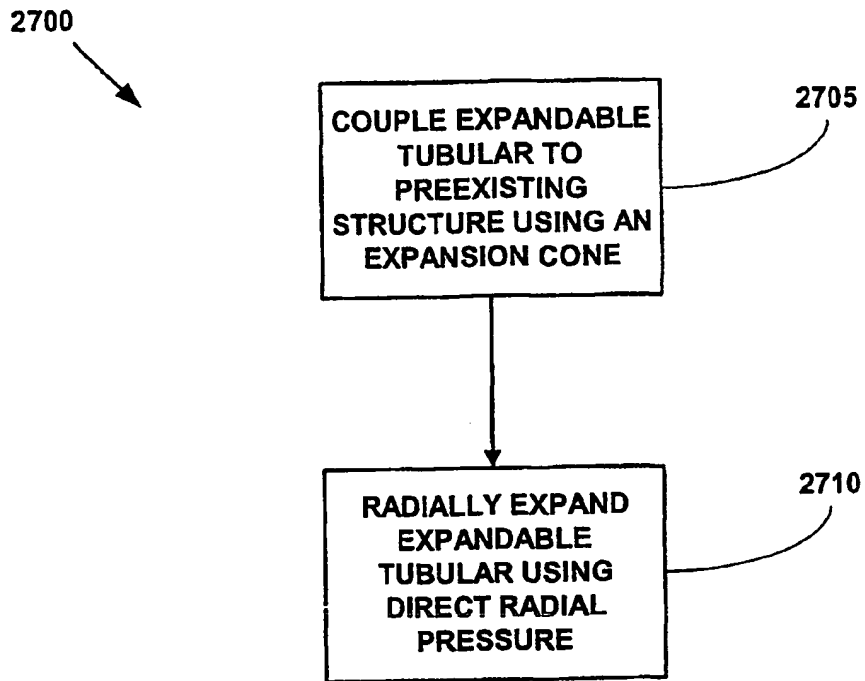 2700
2705
COUPLE EXPANDABLE
TUBULAR TO
PREEXISTING
STRUCTURE USING AN
EXPANSION CONE
2710
RADIALLY EXPAND
EXPANDABLE
TUBULAR USING
DIRECT RADIAL
PRESSURE